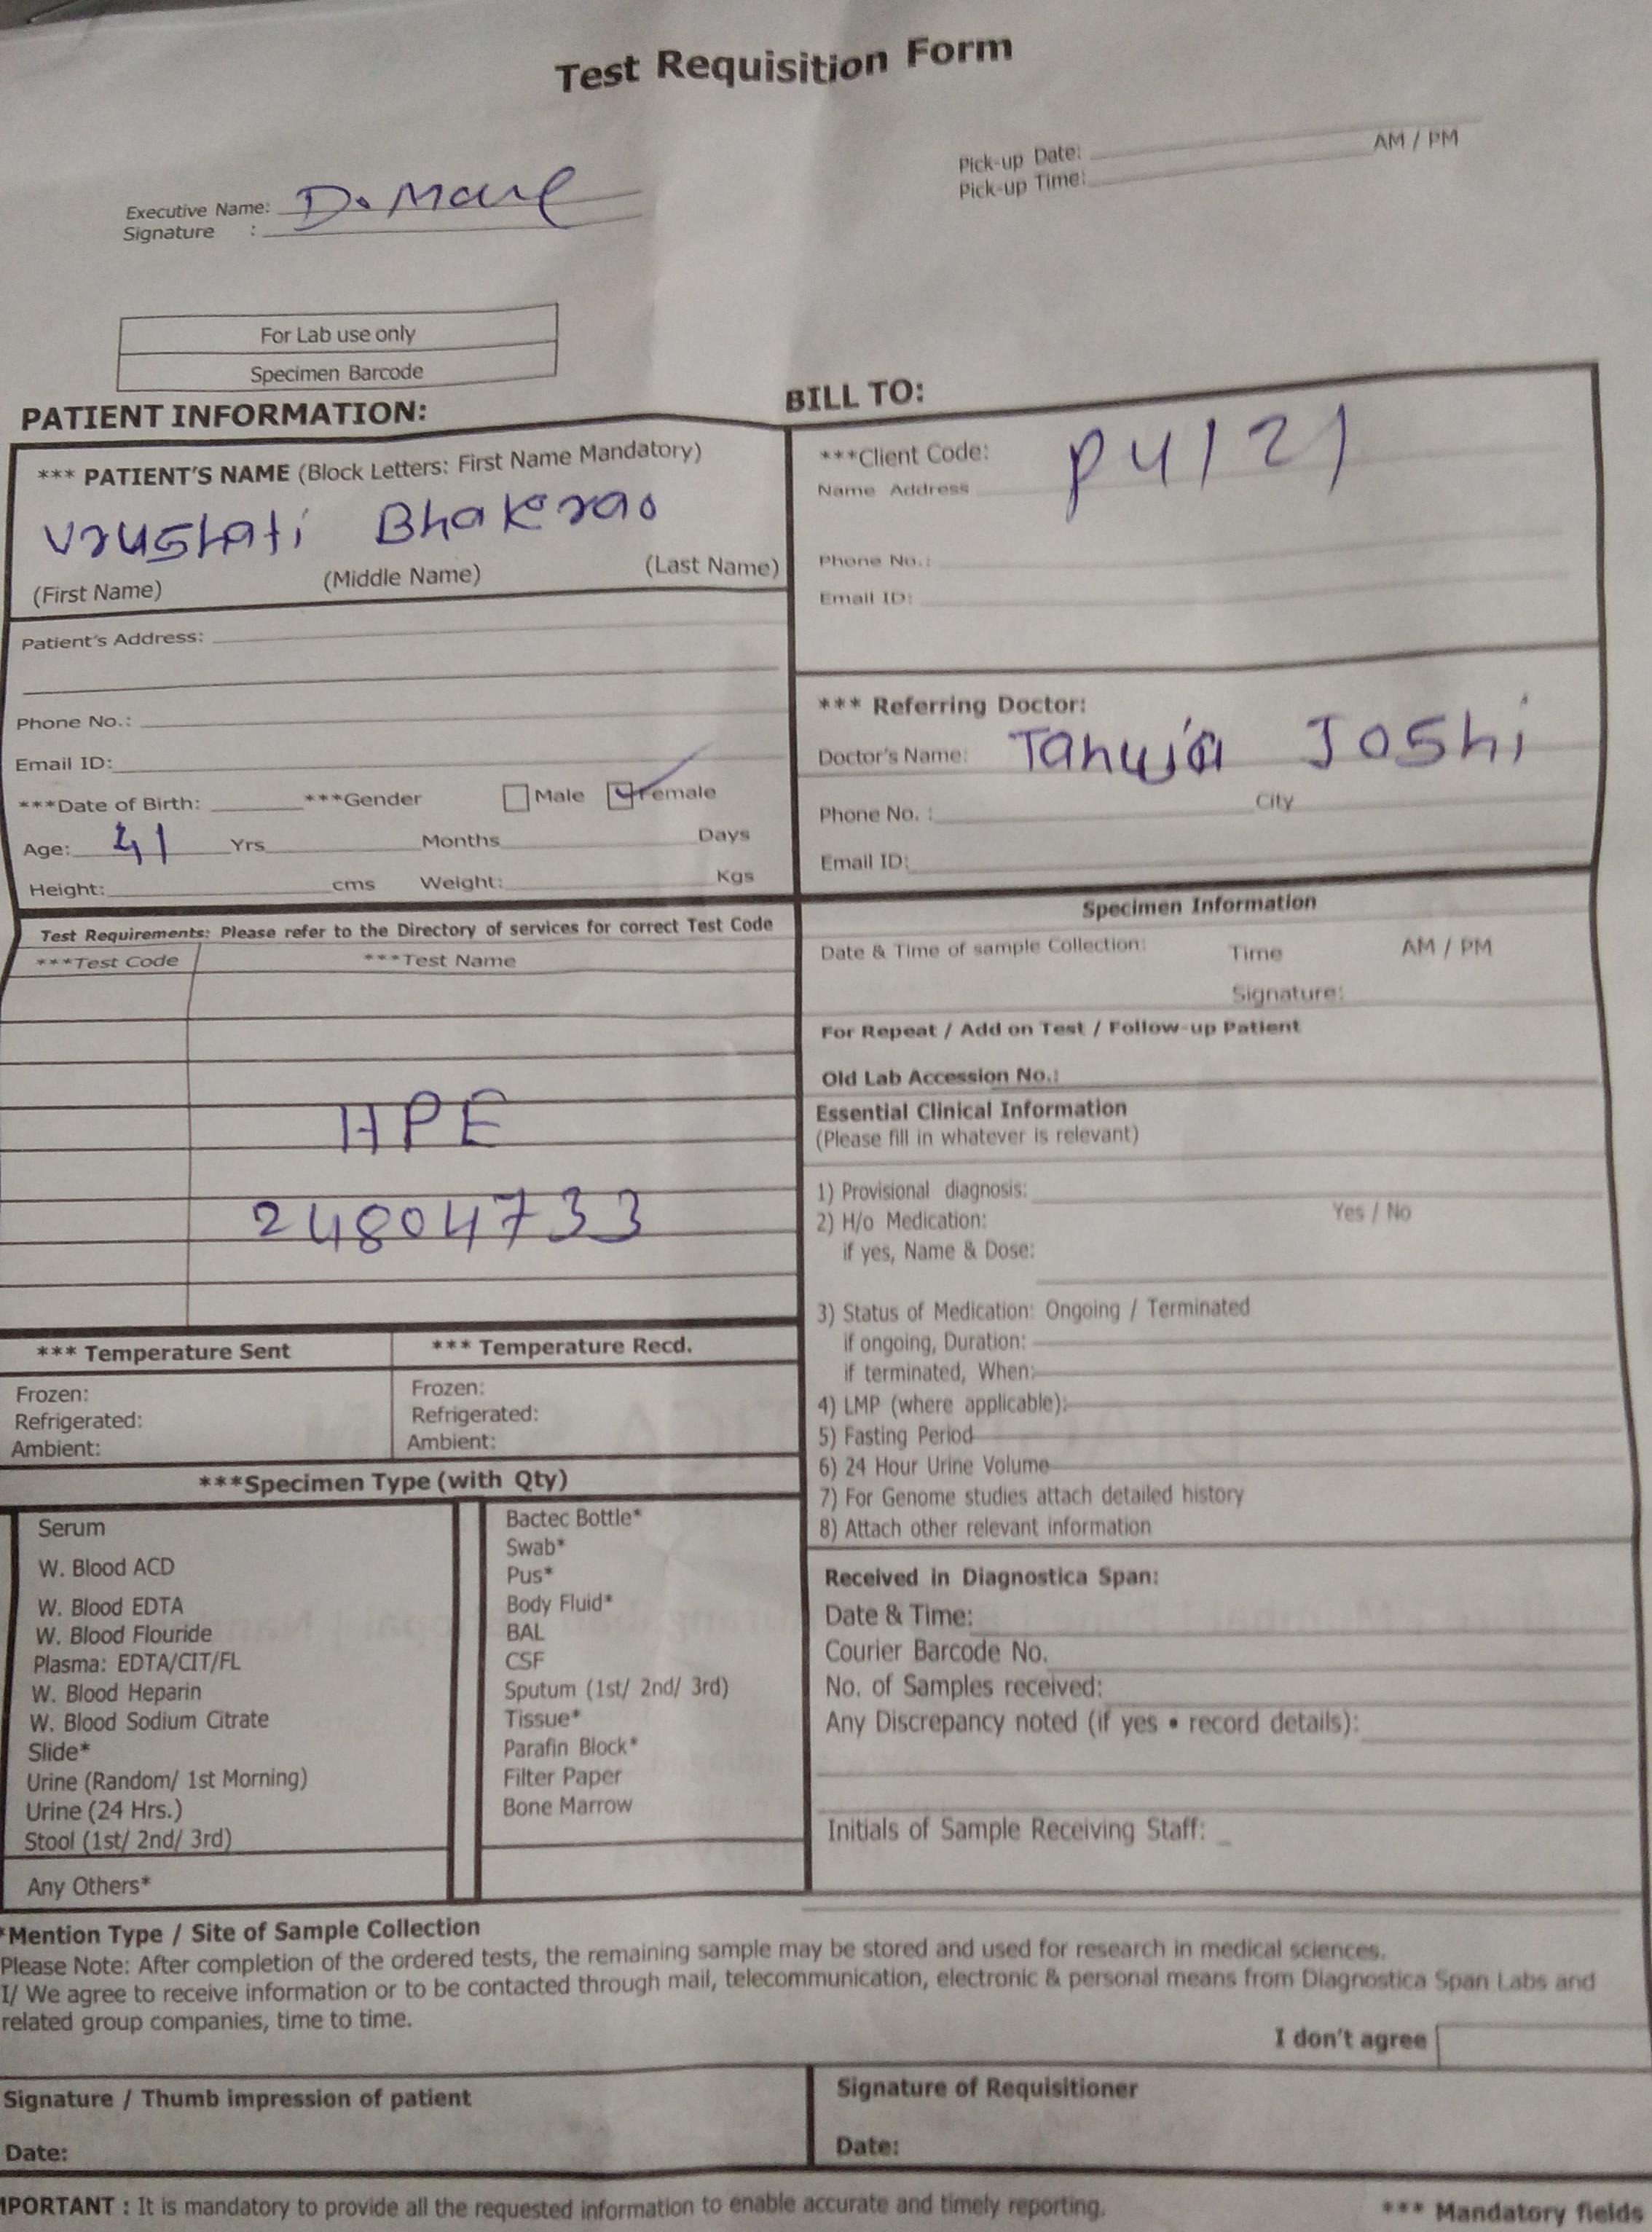 Test Requisition Form
Pick-up Date: AM / PM
Pick-up Time:
Executive Name: D. Mane
Signature :
For Lab use only
Specimen Barcode
PATIENT INFORMATION:
*** PATIENT'S NAME (Block Letters: First Name Mandatory)
Vrushati Bhakrao
(First Name) (Middle Name) (Last Name)
Patient's Address:
Phone No.:
Email ID:
***Date of Birth: ***Gender Male Female
Age: 41 Yrs Months Days
Height: cms Weight: Kgs
BILL TO:
***Client Code: P4121
Name Address
Phone No.:
Email ID:
*** Referring Doctor:
Doctor's Name: Tanuja Joshi
Phone No. : City
Email ID:
Test Requirements: Please refer to the Directory of services for correct Test Code
***Test Code ***Test Name
HPE
24804733
*** Temperature Sent *** Temperature Recd.
Frozen: Frozen:
Refrigerated: Refrigerated:
Ambient: Ambient:
***Specimen Type (with Qty)
Serum
W. Blood ACD
W. Blood EDTA
W. Blood Flouride
Plasma: EDTA/CIT/FL
W. Blood Heparin
W. Blood Sodium Citrate
Slide*
Urine (Random/ 1st Morning)
Urine (24 Hrs.)
Stool (1st/ 2nd/ 3rd)
Any Others*
Bactec Bottle*
Swab*
Pus*
Body Fluid*
BAL
CSF
Sputum (1st/ 2nd/ 3rd)
Tissue*
Parafin Block*
Filter Paper
Bone Marrow
Specimen Information
Date & Time of sample Collection: Time AM / PM
Signature:
For Repeat / Add on Test / Follow-up Patient
Old Lab Accession No.:
Essential Clinical Information
(Please fill in whatever is relevant)
1) Provisional diagnosis:
2) H/o Medication: Yes / No
if yes, Name & Dose:
3) Status of Medication: Ongoing / Terminated
if ongoing, Duration:
if terminated, When:
4) LMP (where applicable):
5) Fasting Period
6) 24 Hour Urine Volume
7) For Genome studies attach detailed history
8) Attach other relevant information
Received in Diagnostica Span:
Date & Time:
Courier Barcode No.
No. of Samples received:
Any Discrepancy noted (if yes • record details):
Initials of Sample Receiving Staff:
*Mention Type / Site of Sample Collection
Please Note: After completion of the ordered tests, the remaining sample may be stored and used for research in medical sciences.
I/ We agree to receive information or to be contacted through mail, telecommunication, electronic & personal means from Diagnostica Span Labs and
related group companies, time to time.
I don't agree
Signature / Thumb impression of patient
Date:
Signature of Requisitioner
Date:
MPORTANT : It is mandatory to provide all the requested information to enable accurate and timely reporting.
*** Mandatory fields